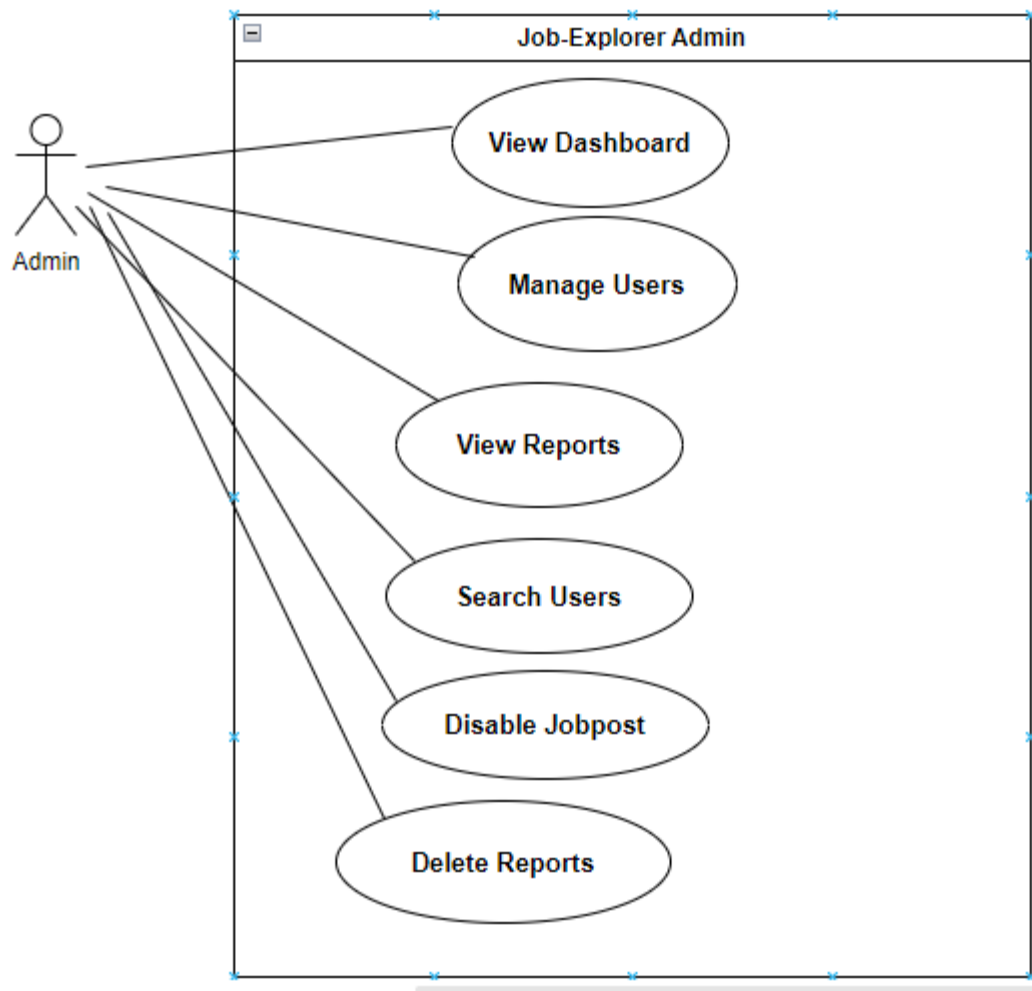 Job-Explorer Admin
View Dashboard
Admin
Manage Users
View Reports
Search Users
Disable Jobpost
Delete Reports